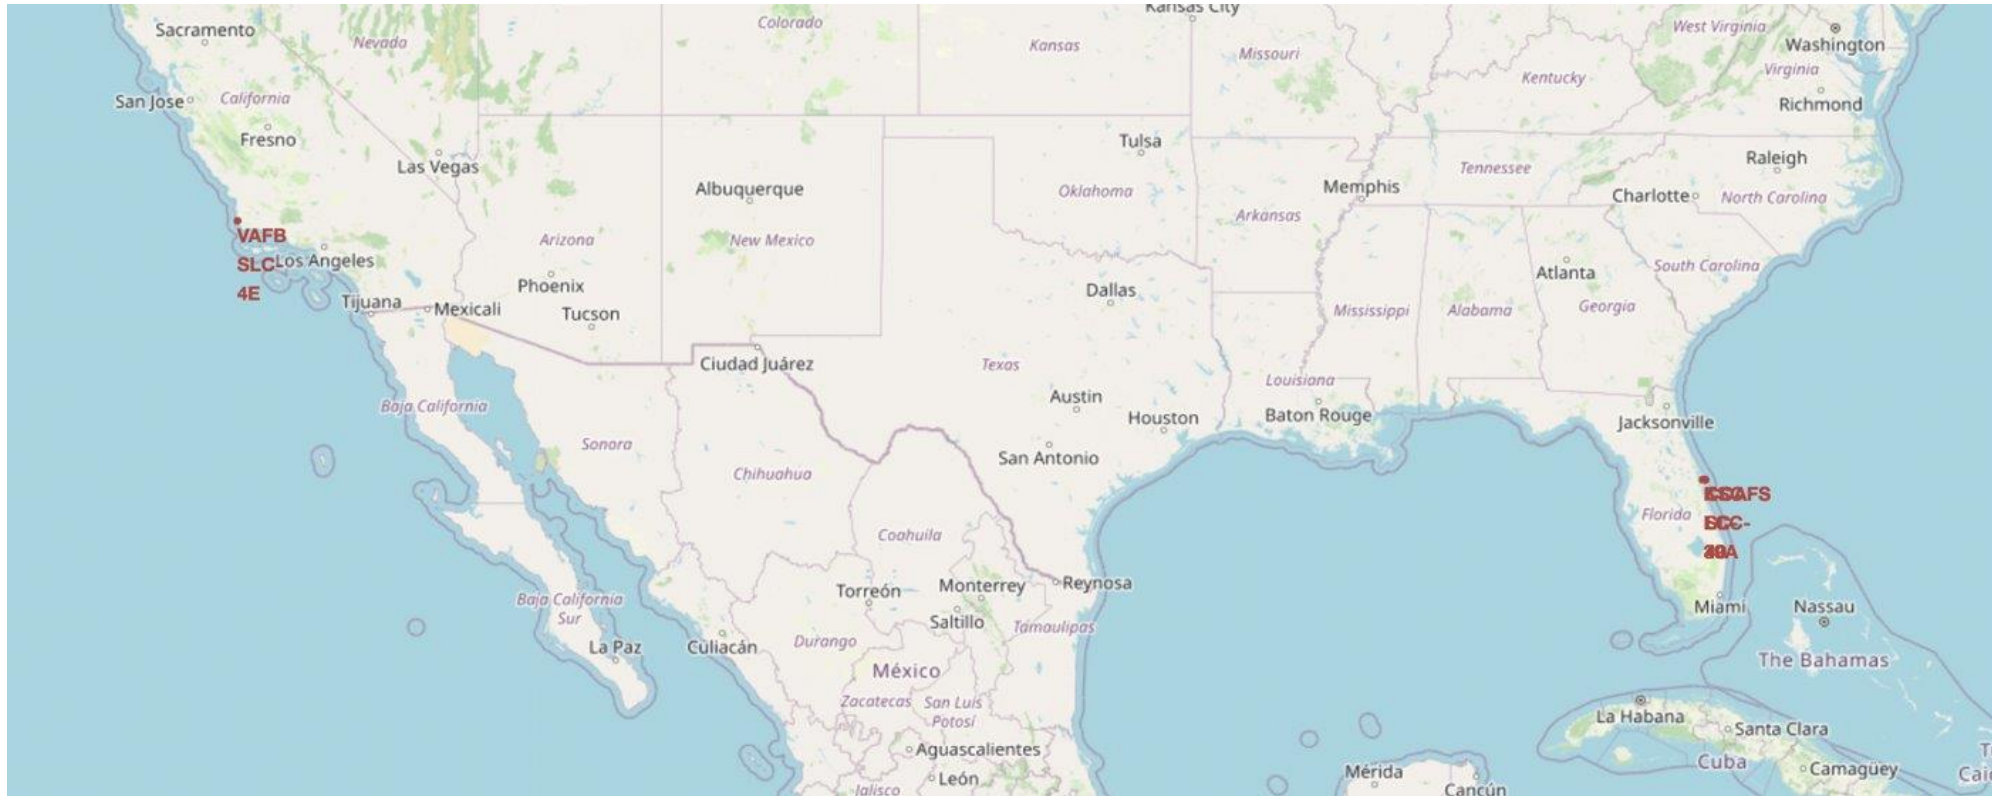 Kansas City
Sacramento
Colorado
West Virginia
Nevada
Kansas
Missouri
Washington
Kentucky
Virginia
San Jose
California
Richmond
Fresno
Tulsa
Las Vegas
Raleigh
Tennessee
Albuquerque
Oklahoma
Memphis
Charlotte
North Carolina
VAFB
SLC-
4E
Los Angeles
Arizona
New Mexico
Arkansas
Atlanta
South Carolina
Phoenix
Dallas
Tijuana
Mexicali
Tucson
Mississippi
Alabama
Georgia
Ciudad Juárez
Texas
Louisiana
Baja California
Austin
Houston
Baton Rouge
Jacksonville
Sonora
San Antonio
Chihuahua
Florida
Coahuila
Torreón
Monterrey
Reynosa
Baja California
Sur
Saltillo
Tamaulipas
Miami
Nassau
La Paz
Culiacán
Durango
México
The Bahamas
Zacatecas
San Luis
Potosí
La Habana
Santa Clara
Aguascalientes
Cuba
Camagüey
Mérida
León
Jalisco
Cancún